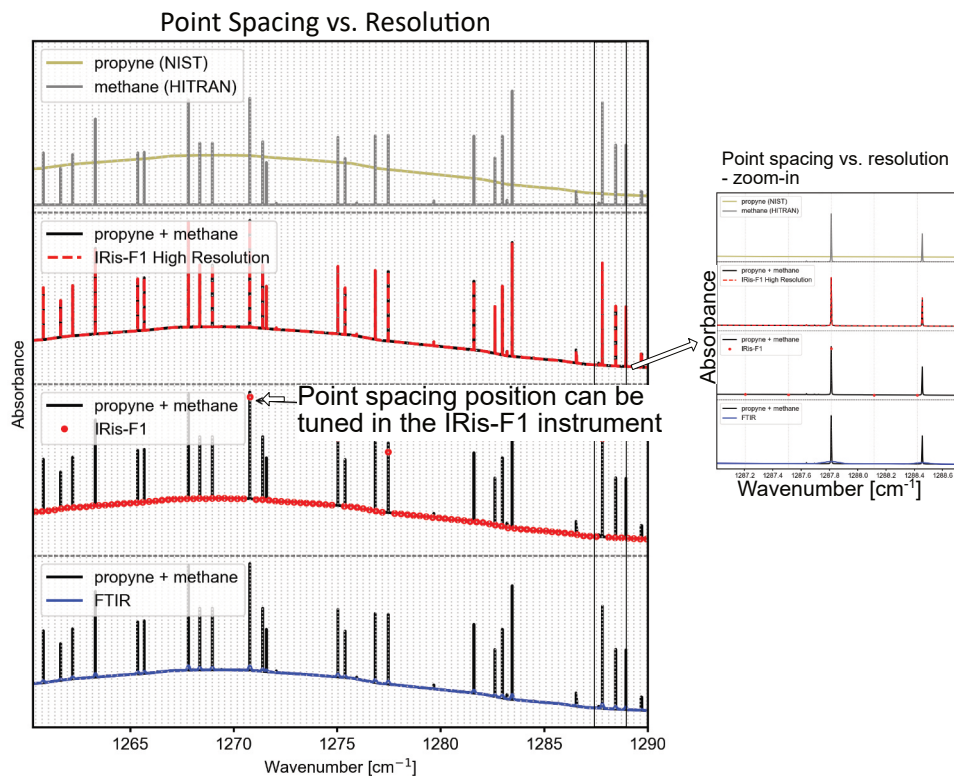 Point Spacing vs. Resolution
propyne (NIST)
methane (HITRAN)
propyne + methane
IRis-F1 High Resolution
Absorbance
propyne + methane
IRis-F1
Point spacing position can be
tuned in the IRis-F1 instrument
propyne + methane
FTIR
1265 1270 1275 1280 1285 1290
Wavenumber [cm⁻¹]
Point spacing vs. resolution
- zoom-in
propyne (NIST)
methane (HITRAN)
propyne + methane
IRis-F1 High Resolution
Absorbance
propyne + methane
IRis-F1
propyne + methane
FTIR
1287.2 1287.4 1287.6 1287.8 1288.0 1288.2 1288.4 1288.6
Wavenumber [cm⁻¹]